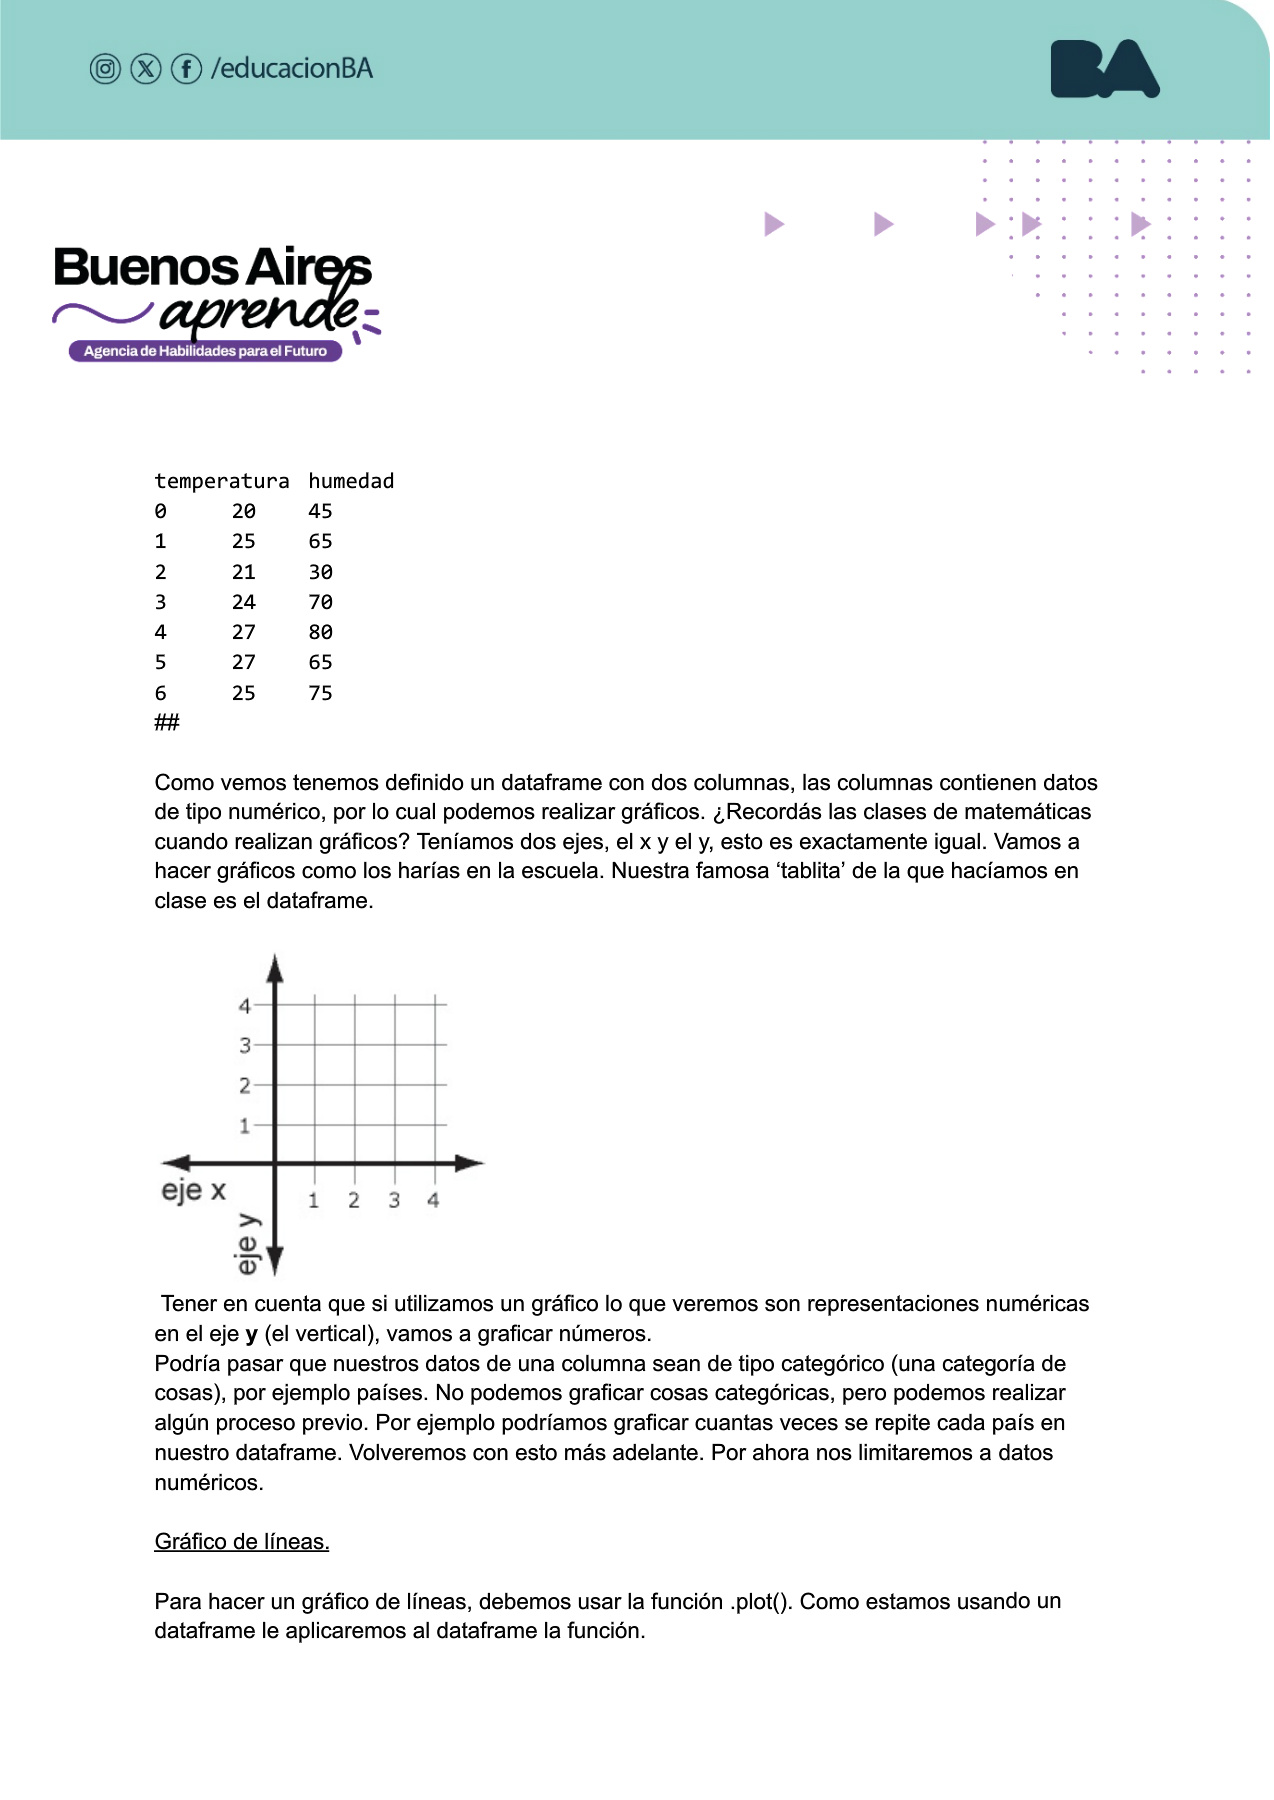 /educacionBA
BA
Buenos Aires
aprende
Agencia de Habilidades para el Futuro
temperatura humedad
0 20 45
1 25 65
2 21 30
3 24 70
4 27 80
5 27 65
6 25 75
##
Como vemos tenemos definido un dataframe con dos columnas, las columnas contienen datos
de tipo numérico, por lo cual podemos realizar gráficos. ¿Recordás las clases de matemáticas
cuando realizan gráficos? Teníamos dos ejes, el x y el y, esto es exactamente igual. Vamos a
hacer gráficos como los harías en la escuela. Nuestra famosa ‘tablita’ de la que hacíamos en
clase es el dataframe.
4
3
2
1
eje x
1 2 3 4
eje y
Tener en cuenta que si utilizamos un gráfico lo que veremos son representaciones numéricas
en el eje y (el vertical), vamos a graficar números.
Podría pasar que nuestros datos de una columna sean de tipo categórico (una categoría de
cosas), por ejemplo países. No podemos graficar cosas categóricas, pero podemos realizar
algún proceso previo. Por ejemplo podríamos graficar cuantas veces se repite cada país en
nuestro dataframe. Volveremos con esto más adelante. Por ahora nos limitaremos a datos
numéricos.
Gráfico de líneas.
Para hacer un gráfico de líneas, debemos usar la función .plot(). Como estamos usando un
dataframe le aplicaremos al dataframe la función.